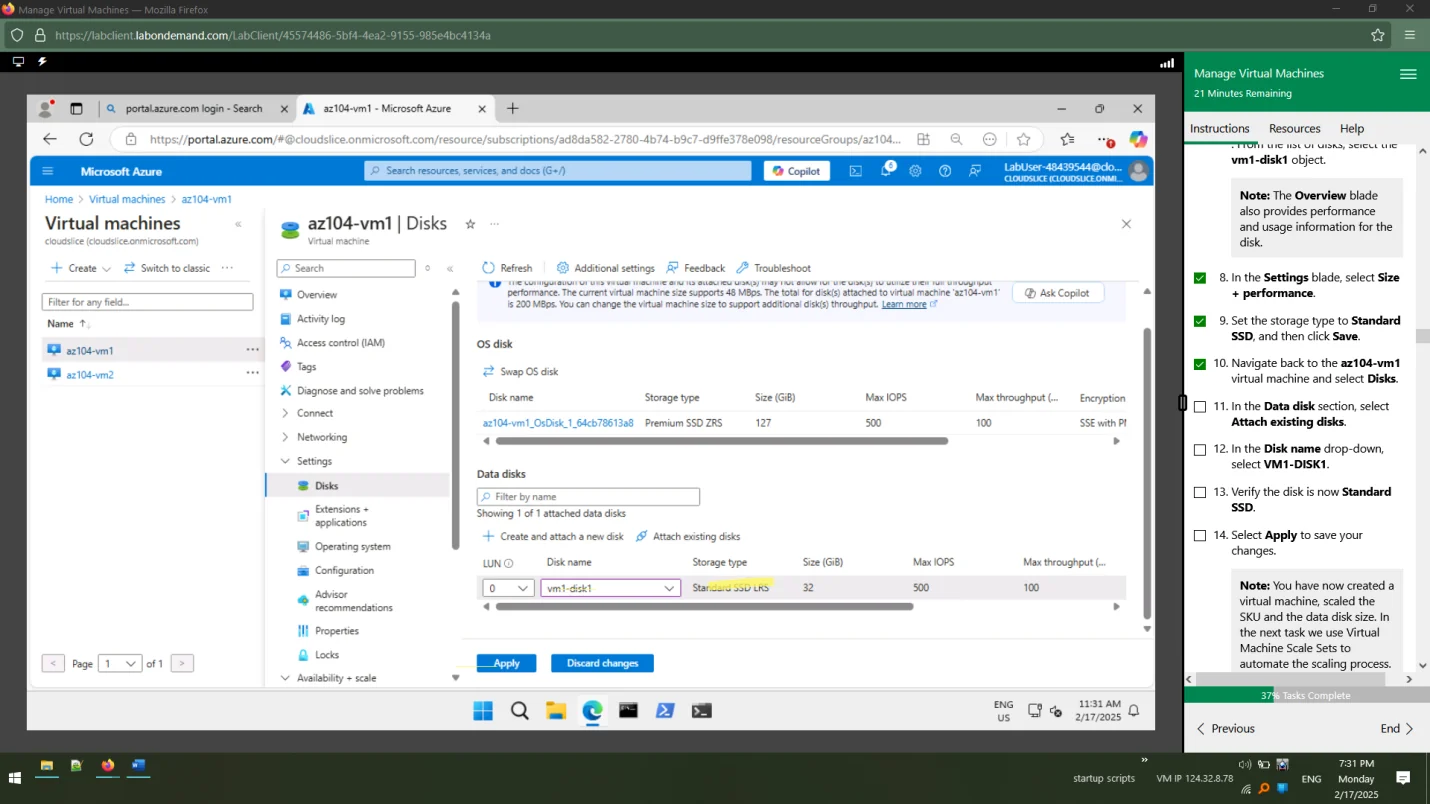 Manage Virtual Machines — Mozilla Firefox
https://labclient.labondemand.com/LabClient/45574486-5bf4-4ea2-9155-985e4bc4134a
portal.azure.com login - Search
az104-vm1 - Microsoft Azure
https://portal.azure.com/#@cloudslice.onmicrosoft.com/resource/subscriptions/ad8da582-2780-4b74-b9c7-d9ffe378e098/resourceGroups/az104...
Microsoft Azure
Search resources, services, and docs (G+/)
Copilot
LabUser-48439544@clo...
CLOUDSLICE (CLOUDSLICE.ONMI...
Home > Virtual machines > az104-vm1
Virtual machines
cloudslice (cloudslice.onmicrosoft.com)
Create
Switch to classic
Filter for any field...
Name
az104-vm1
az104-vm2
Page 1 of 1
az104-vm1 | Disks
Virtual machine
Search
Overview
Activity log
Access control (IAM)
Tags
Diagnose and solve problems
Connect
Networking
Settings
Disks
Extensions +
applications
Operating system
Configuration
Advisor
recommendations
Properties
Locks
Availability + scale
Refresh
Additional settings
Feedback
Troubleshoot
The configuration of this virtual machine and its attached disk(s) may not allow for the disk(s) to utilize their full throughput
performance. The current virtual machine size supports 48 MBps. The total for disk(s) attached to virtual machine 'az104-vm1'
is 200 MBps. You can change the virtual machine size to support additional disk(s) throughput. Learn more
Ask Copilot
OS disk
Swap OS disk
Disk name Storage type Size (GiB) Max IOPS Max throughput (... Encryption
az104-vm1_OsDisk_1_64cb78613a8 Premium SSD ZRS 127 500 100 SSE with PM
Data disks
Filter by name
Showing 1 of 1 attached data disks
Create and attach a new disk
Attach existing disks
LUN Disk name Storage type Size (GiB) Max IOPS Max throughput (...
0 vm1-disk1 Standard SSD LRS 32 500 100
Apply
Discard changes
ENG
US
11:31 AM
2/17/2025
Manage Virtual Machines
21 Minutes Remaining
Instructions Resources Help
. From the list of disks, select the
vm1-disk1 object.
Note: The Overview blade
also provides performance
and usage information for the
disk.
8. In the Settings blade, select Size
+ performance.
9. Set the storage type to Standard
SSD, and then click Save.
10. Navigate back to the az104-vm1
virtual machine and select Disks.
11. In the Data disk section, select
Attach existing disks.
12. In the Disk name drop-down,
select VM1-DISK1.
13. Verify the disk is now Standard
SSD.
14. Select Apply to save your
changes.
Note: You have now created a
virtual machine, scaled the
SKU and the data disk size. In
the next task we use Virtual
Machine Scale Sets to
automate the scaling process.
37% Tasks Complete
Previous
End
startup scripts
VM IP 124.32.8.78
ENG
7:31 PM
Monday
2/17/2025